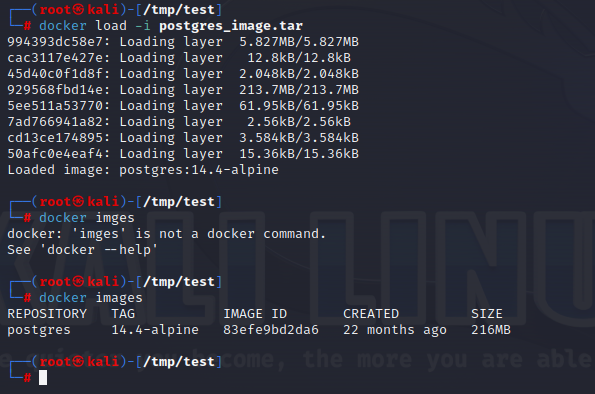 ┌──(root㉿kali)-[/tmp/test]
└─# docker load -i postgres_image.tar
994393dc58e7: Loading layer  5.827MB/5.827MB
cac3117e427e: Loading layer   12.8kB/12.8kB
45d40c0f1d8f: Loading layer  2.048kB/2.048kB
929568fbd14e: Loading layer  213.7MB/213.7MB
5ee511a53770: Loading layer  61.95kB/61.95kB
7ad766941a82: Loading layer   2.56kB/2.56kB
cd13ce174895: Loading layer  3.584kB/3.584kB
50afc0e4eaf4: Loading layer  15.36kB/15.36kB
Loaded image: postgres:14.4-alpine
┌──(root㉿kali)-[/tmp/test]
└─# docker imges
docker: 'imges' is not a docker command.
See 'docker --help'
┌──(root㉿kali)-[/tmp/test]
└─# docker images
REPOSITORY   TAG          IMAGE ID       CREATED         SIZE
postgres     14.4-alpine   83efe9bd2da6   22 months ago   216MB
┌──(root㉿kali)-[/tmp/test]
└─#
KALI LINU
become, the more you are able